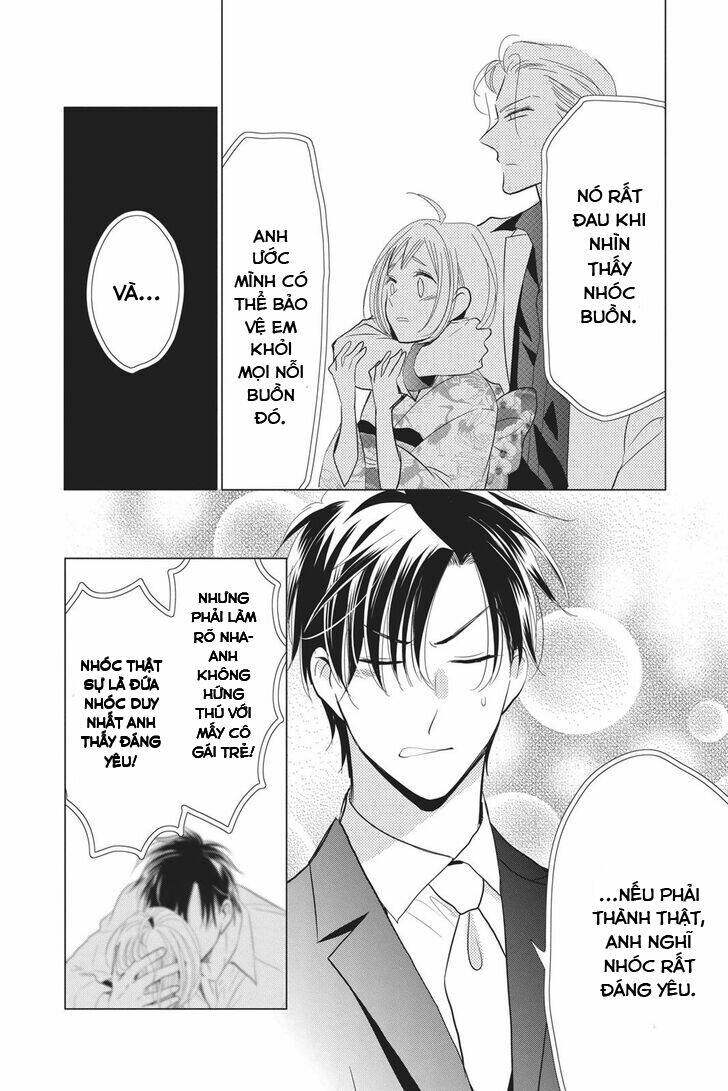 NÓ RẤT
ĐAU KHI
NHÌN
THẤY NHÓC
BUỒN.
ANH
ƯỚC
MÌNH CÓ
THỂ BẢO
VỆ EM
KHỎI
MỌI NỖI
BUỒN
ĐÓ.
VÀ...
...NẾU PHẢI
THÀNH THẬT,
ANH NGHĨ
NHÓC RẤT
ĐÁNG YÊU.
NHƯNG
PHẢI LÀM
RÕ NHA-
ANH
KHÔNG
HỨNG
THÚ VỚI
MẤY CÔ
GÁI TRẺ!
NHÓC THẬT
SỰ LÀ ĐỨA
NHÓC DUY
NHẤT ANH
THẤY ĐÁNG
YÊU!